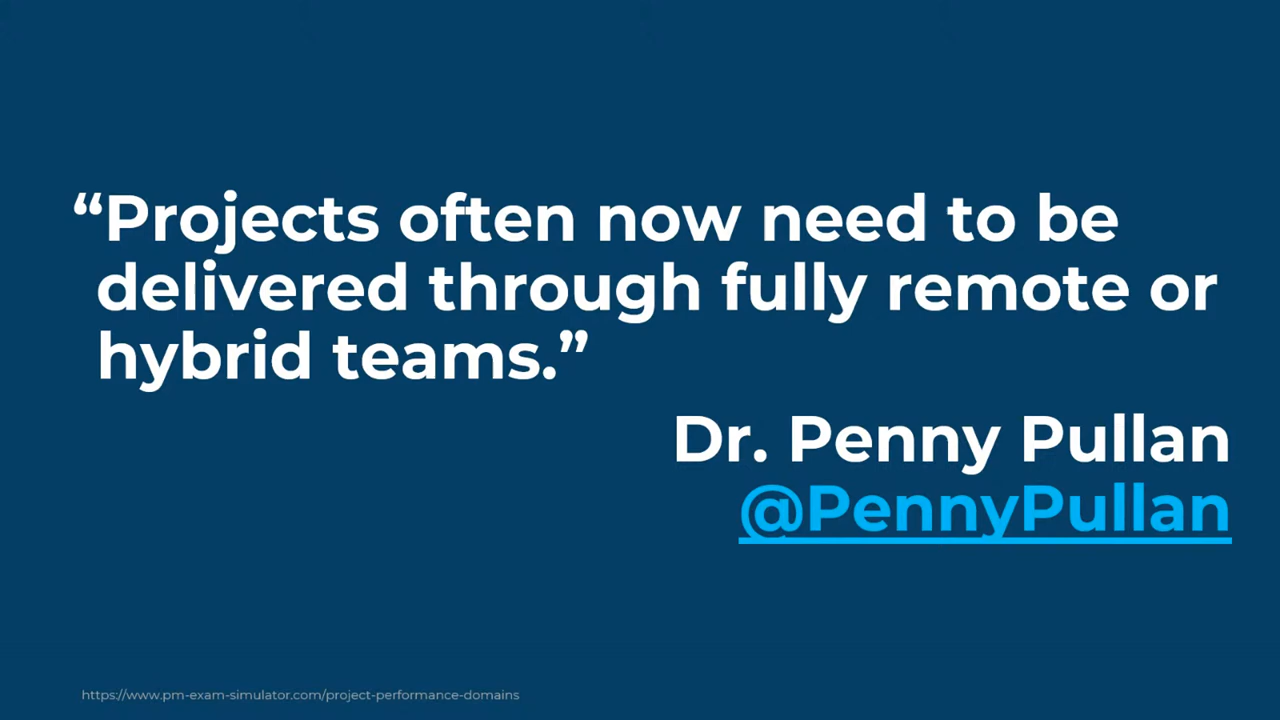 “Projects often now need to be
delivered through fully remote or
hybrid teams.”
Dr. Penny Pullan
@PennyPullan
https://www.pm-exam-simulator.com/project-performance-domains